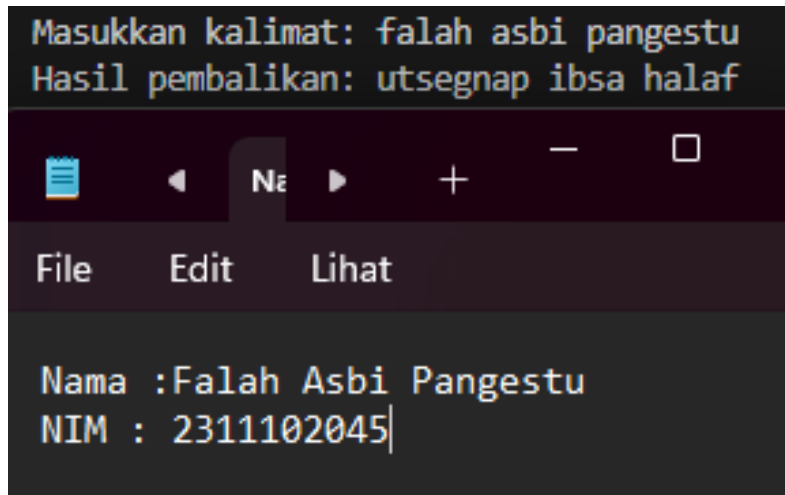 Masukkan kalimat: falah asbi pangestu
Hasil pembalikan: utsegnap ibsa halaf
File Edit Lihat
Nama :Falah Asbi Pangestu
NIM : 2311102045